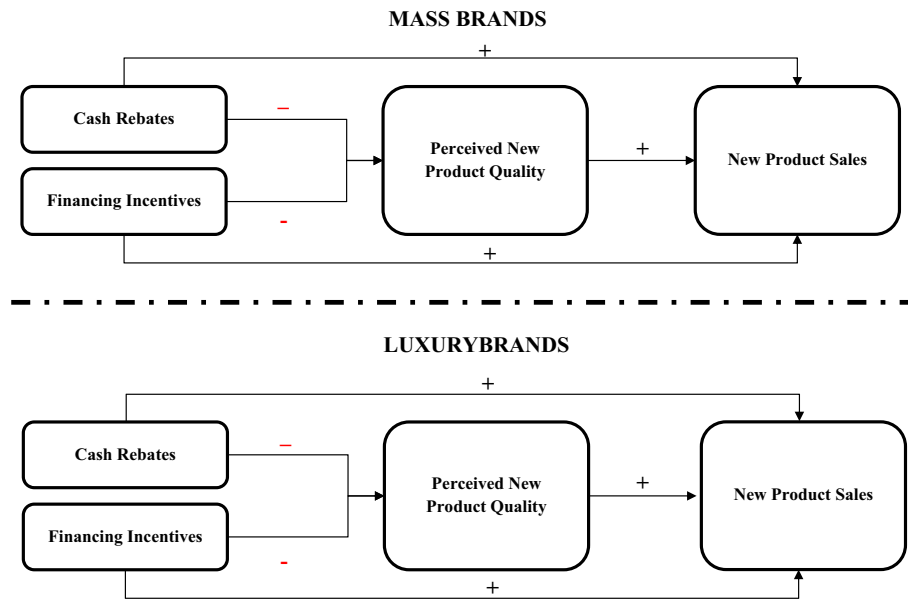 MASS BRANDS
+
Cash Rebates
–
Perceived New
Product Quality
+
New Product Sales
Financing Incentives
-
+
LUXURYBRANDS
+
Cash Rebates
–
Perceived New
Product Quality
+
New Product Sales
Financing Incentives
-
+